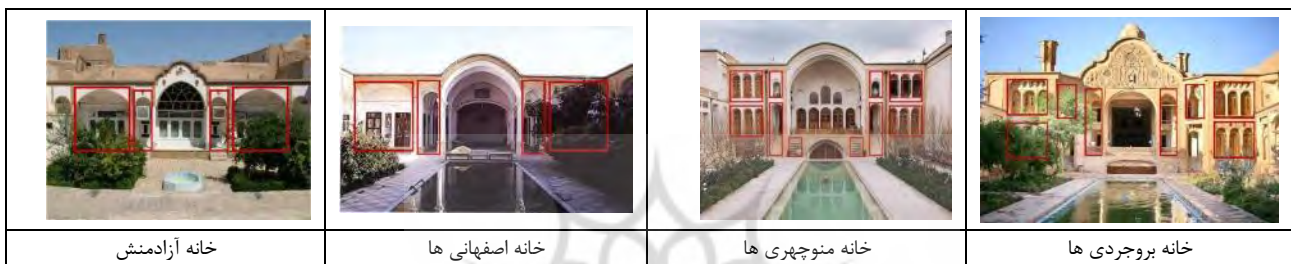 خانه بروجردی ها
خانه منوچهری ها
خانه اصفهانی ها
خانه آزادمنش